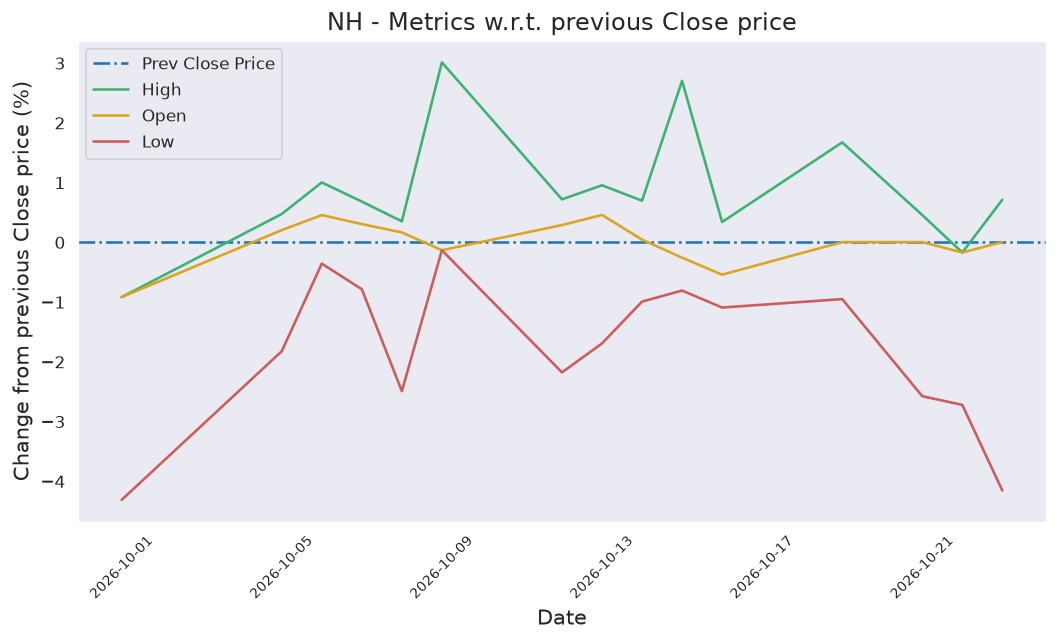 NH - Metrics w.r.t. previous Close price
Prev Close Price
High
Open
Low
Change from previous Close price (%)
3
2
1
0
−1
−2
−3
−4
2026-10-01
2026-10-05
2026-10-09
2026-10-13
2026-10-17
2026-10-21
Date